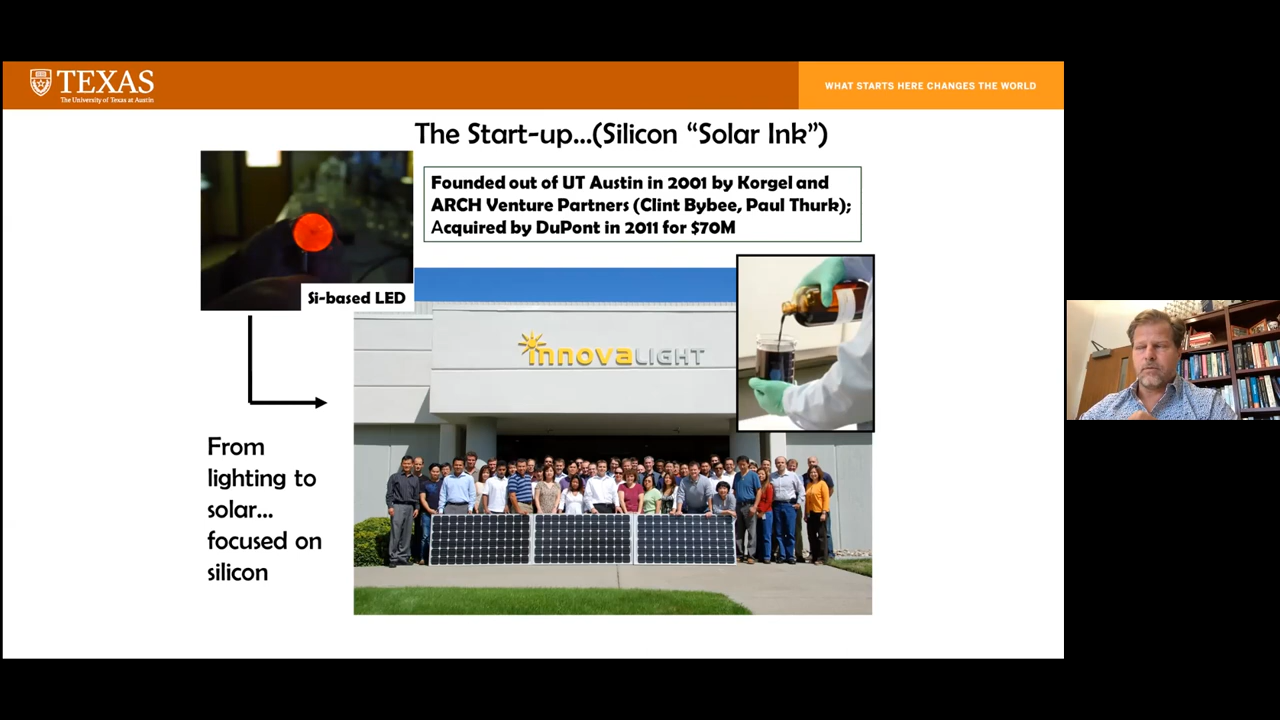 TEXAS
The University of Texas at Austin
WHAT STARTS HERE CHANGES THE WORLD
The Start-up...(Silicon “Solar Ink”)
Founded out of UT Austin in 2001 by Korgel and
ARCH Venture Partners (Clint Bybee, Paul Thurk);
Acquired by DuPont in 2011 for $70M
Si-based LED
innovaLIGHT
From
lighting to
solar...
focused on
silicon